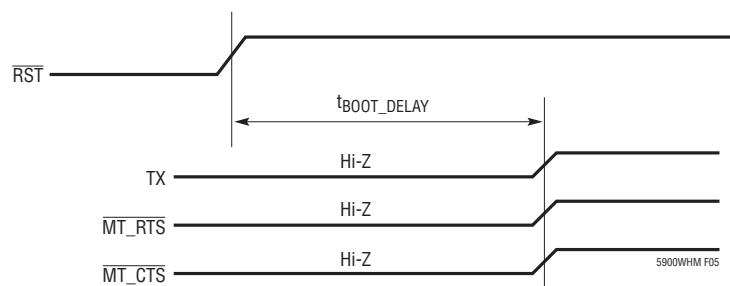 RST
tBOOT_DELAY
Hi-Z
TX
Hi-Z
MT_RTS
Hi-Z
MT_CTS
5900WHM F05